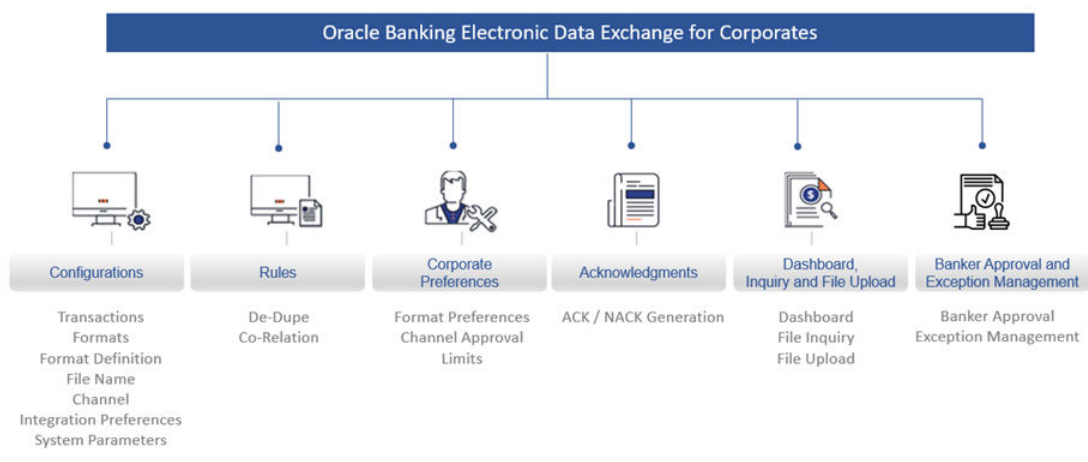 Oracle Banking Electronic Data Exchange for Corporates
Configurations
Transactions
Formats
Format Definition
File Name
Channel
Integration Preferences
System Parameters
Rules
De-Dupe
Co-Relation
Corporate
Preferences
Format Preferences
Channel Approval
Limits
Acknowledgments
ACK / NACK Generation
Dashboard,
Inquiry and File Upload
Dashboard
File Inquiry
File Upload
Banker Approval and
Exception Management
Banker Approval
Exception Management